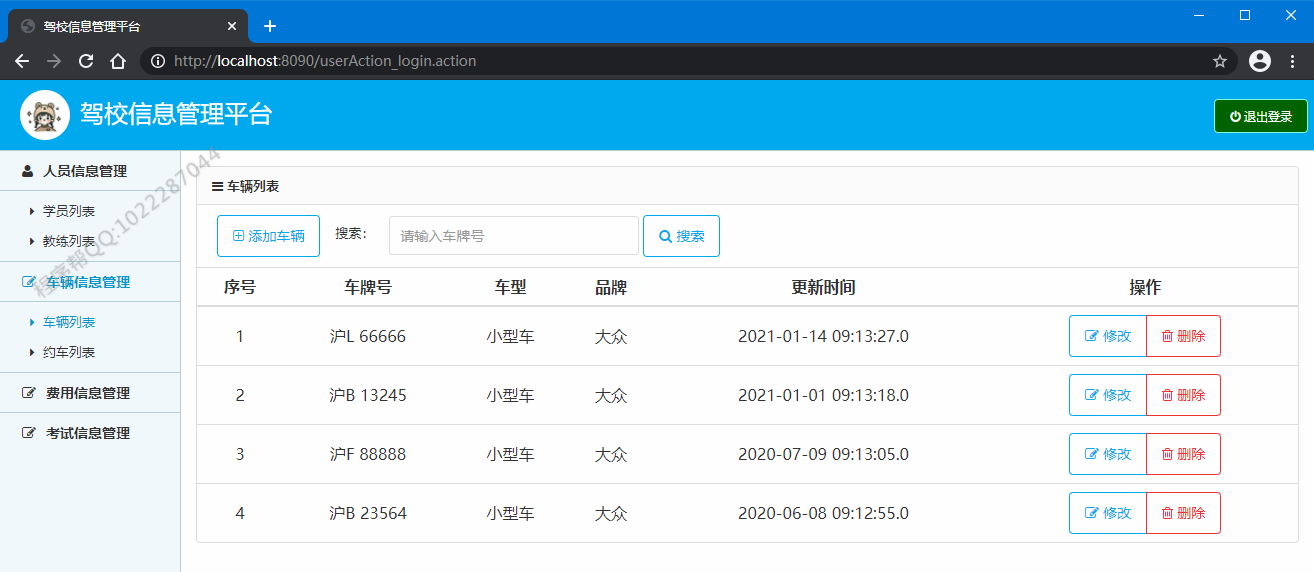 驾校信息管理平台
http://localhost:8090/userAction_login.action
驾校信息管理平台
退出登录
人员信息管理
学员列表
教练列表
车辆信息管理
车辆列表
约车列表
费用信息管理
考试信息管理
程序帮QQ:1022287044
车辆列表
添加车辆 搜索: 请输入车牌号 搜索
序号 车牌号 车型 品牌 更新时间 操作
1 沪L 66666 小型车 大众 2021-01-14 09:13:27.0 修改 删除
2 沪B 13245 小型车 大众 2021-01-01 09:13:18.0 修改 删除
3 沪F 88888 小型车 大众 2020-07-09 09:13:05.0 修改 删除
4 沪B 23564 小型车 大众 2020-06-08 09:12:55.0 修改 删除